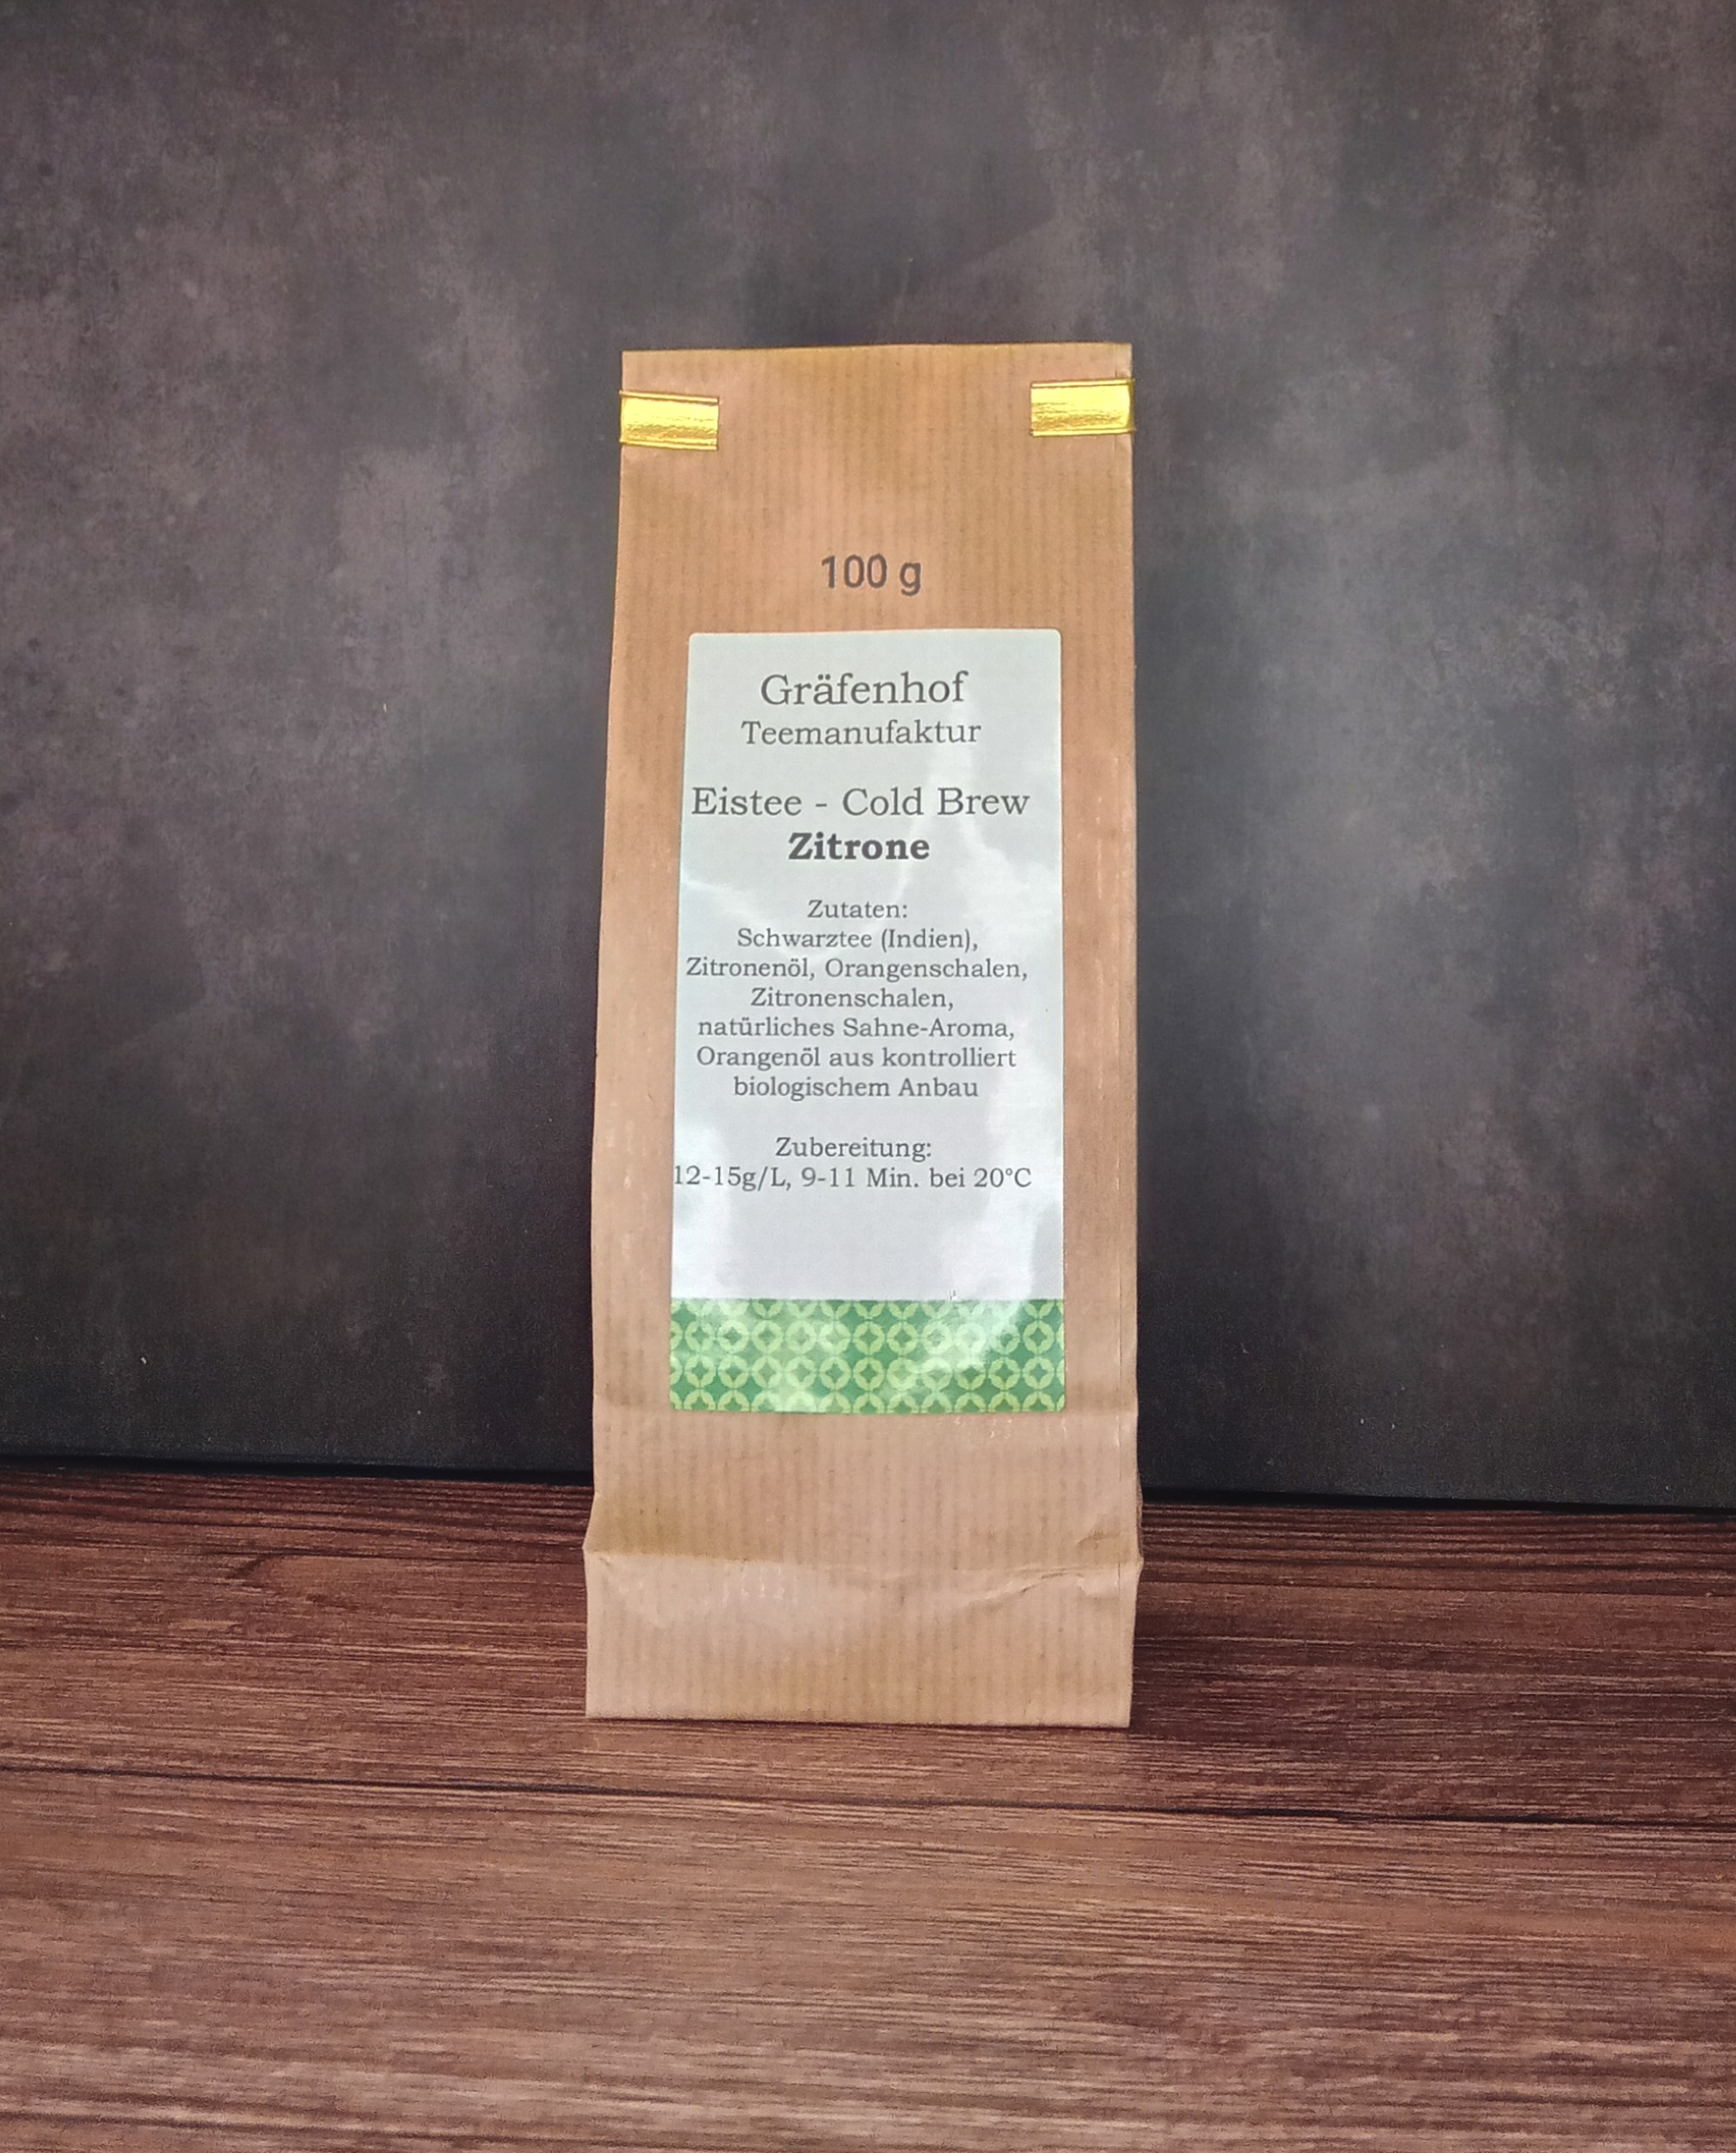 100 g
Gräfenhof
Teemanufaktur
Eistee - Cold Brew
Zitrone
Zutaten:
Schwarztee (Indien),
Zitronenöl, Orangenschalen,
Zitronenschalen,
natürliches Sahne-Aroma,
Orangenöl aus kontrolliert
biologischem Anbau
Zubereitung:
12-15g/L, 9-11 Min. bei 20°C